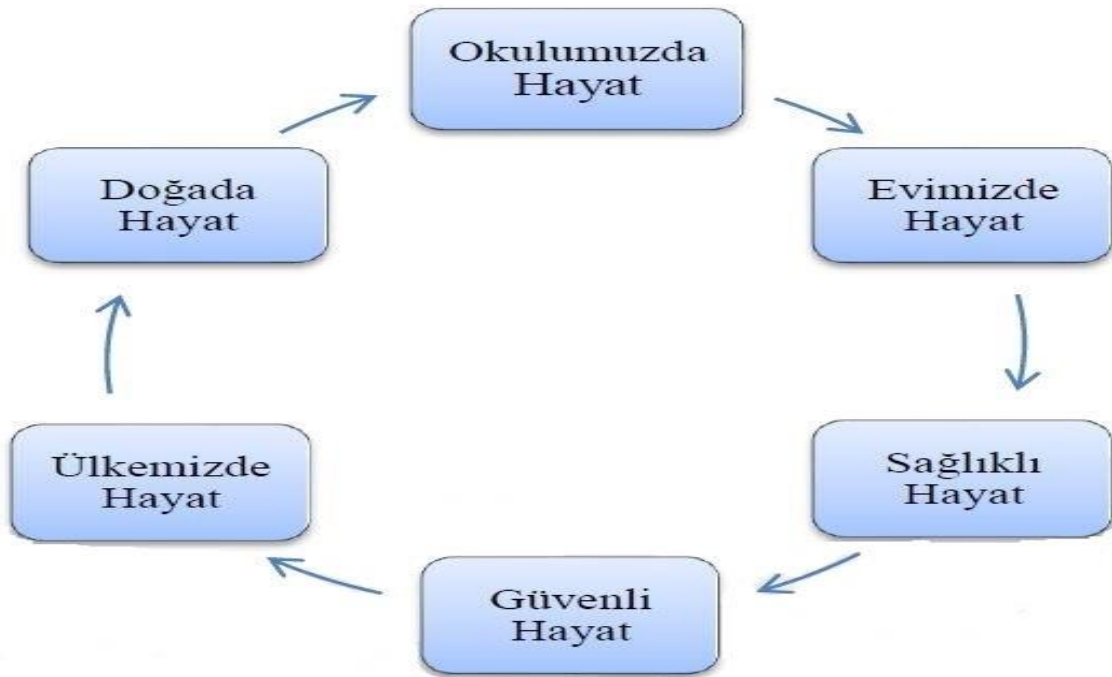 Okulumuzda
Hayat
Evimizde
Hayat
Sağlıklı
Hayat
Güvenli
Hayat
Ülkemizde
Hayat
Doğada
Hayat